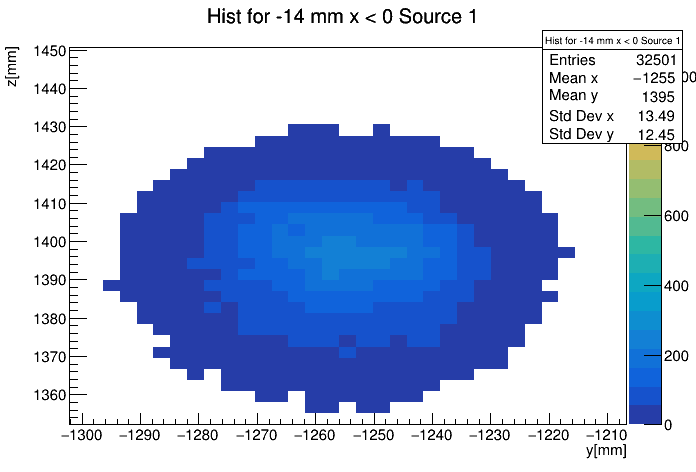 Hist for -14 mm x < 0 Source 1
Hist for -14 mm x < 0 Source 1
Entries 32501
Mean x −1255
Mean y 1395
Std Dev x 13.49
Std Dev y 12.45
z[mm]
1450
1440
1430
1420
1410
1400
1390
1380
1370
1360
−1300 −1290 −1280 −1270 −1260 −1250 −1240 −1230 −1220 −1210
y[mm]
800
600
400
200
0